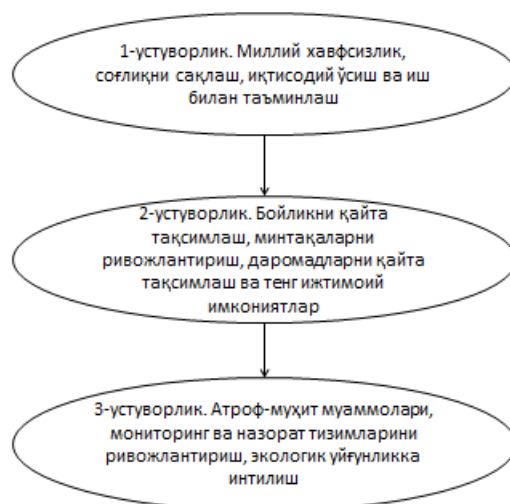 1-устуворлик. Миллий хавфсизлик,
соғлиқни сақлаш, иқтисодий ўсиш ва иш
билан таъминлаш
2-устуворлик. Бойликни қайта
тақсимлаш, минтақаларни
ривожлантириш, даромадларни қайта
тақсимлаш ва тенг ижтимоий
имкониятлар
3-устуворлик. Атроф-муҳит муаммолари,
мониторинг ва назорат тизимларини
ривожлантириш, экологик уйғунликка
интилиш